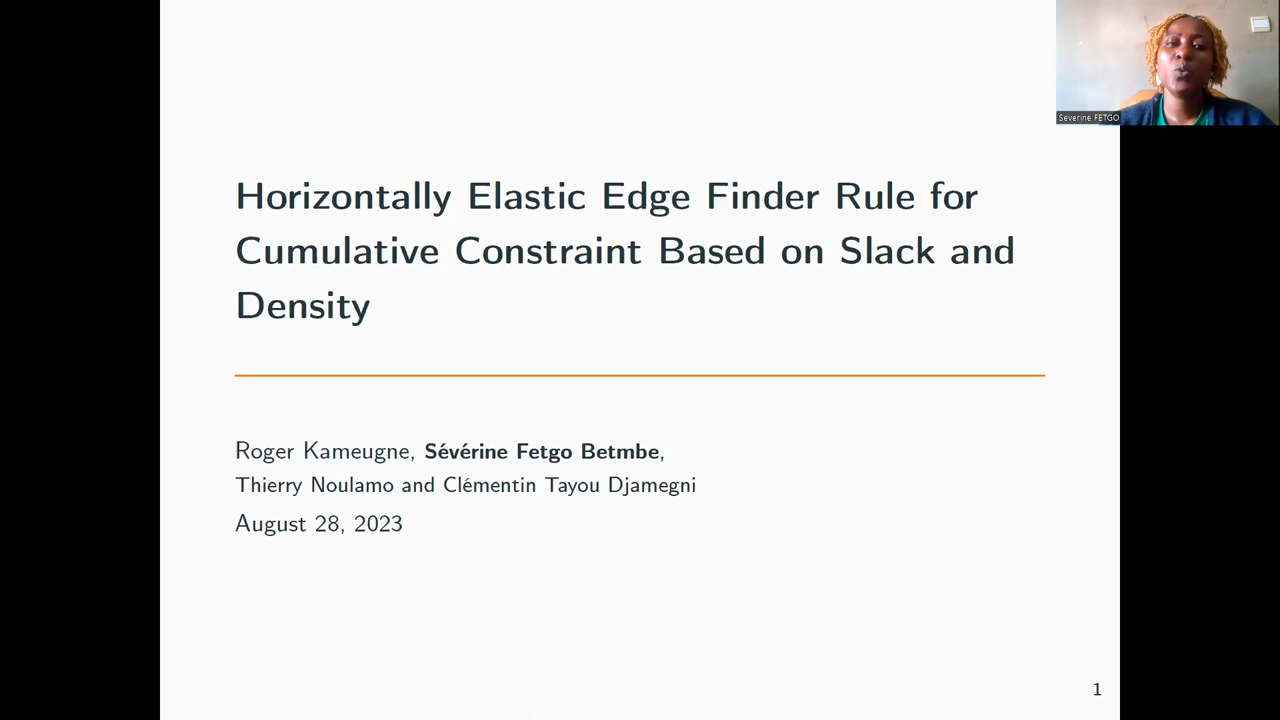 Severine FETGO
Horizontally Elastic Edge Finder Rule for
Cumulative Constraint Based on Slack and
Density
Roger Kameugne, Sévérine Fetgo Betmbe,
Thierry Noulamo and Clémentin Tayou Djamegni
August 28, 2023
1